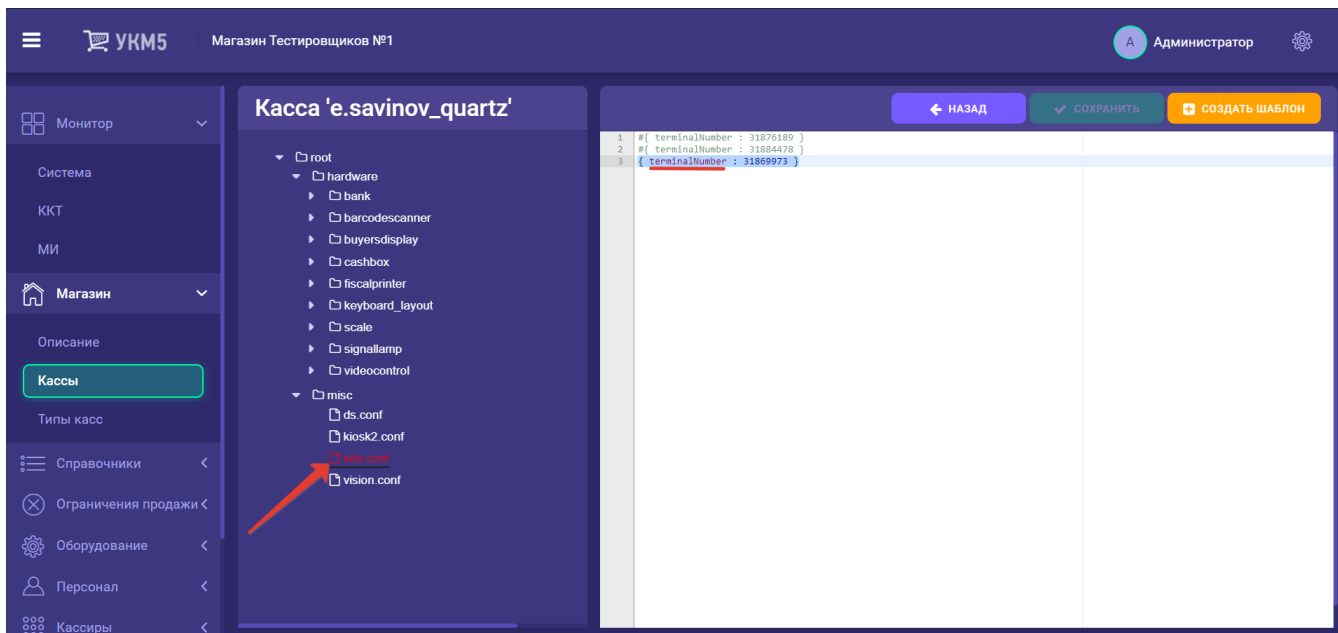 УКМ5
Магазин Тестировщиков №1
А
Администратор
Монитор
Система
ККТ
МИ
Магазин
Описание
Кассы
Типы касс
Справочники
Ограничения продажи
Оборудование
Персонал
Кассиры
Касса 'e.savinov_quartz'
root
hardware
bank
barcodescanner
buyersdisplay
cashbox
fiscalprinter
keyboard_layout
scale
signallamp
videocontrol
misc
ds.conf
kiosk2.conf
vision.conf
НАЗАД
СОХРАНИТЬ
СОЗДАТЬ ШАБЛОН
1 #{ terminalNumber : 31876189 }
2 #{ terminalNumber : 31884478 }
3 { terminalNumber : 31869973 }